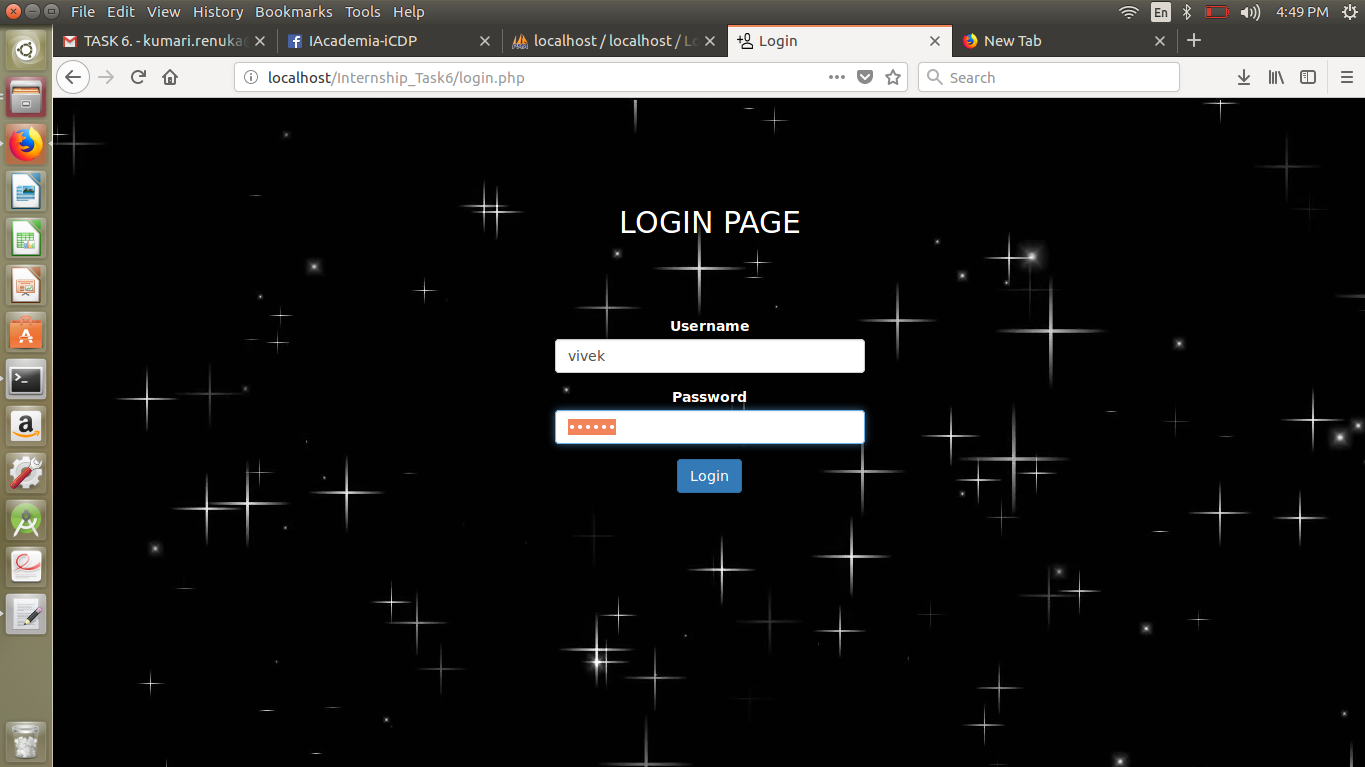 File Edit View History Bookmarks Tools Help
En
4:49 PM
TASK 6. - kumari.renuka
IAcademia-iCDP
localhost / localhost / Lo
Login
New Tab
localhost/Internship_Task6/login.php
Search
LOGIN PAGE
Username
vivek
Password
••••••
Login